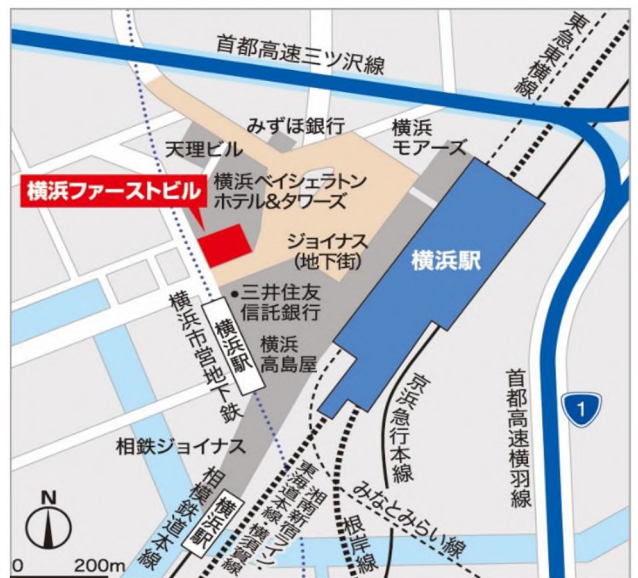 首都高速三ツ沢線
東急東横線
みずほ銀行
横浜
モアーズ
天理ビル
横浜ファーストビル
横浜ベイシェラトン
ホテル&タワーズ
ジョイナス
(地下街)
横浜駅
三井住友
信託銀行
横浜市営地下鉄
横浜駅
横浜
高島屋
京浜急行本線
首都高速横羽線
1
相鉄ジョイナス
相模鉄道本線
横浜駅
湘南新宿ライン
東海道本線 横須賀線
みなとみらい線
根岸線
N
0 200m